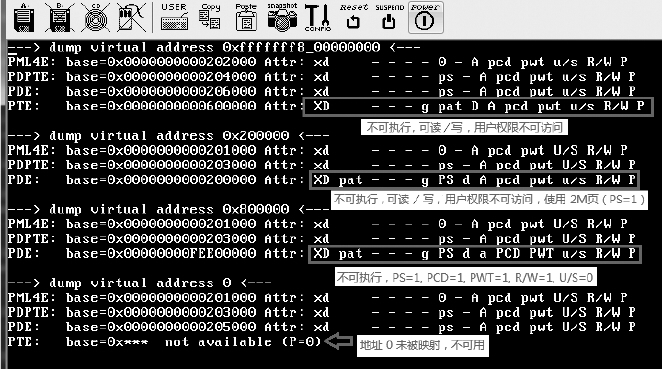 A: B: CD
USER Copy Paste snapshot CONFIG Reset SUSPEND Power
---> dump virtual address 0xfffffff8_00000000 <---
PML4E: base=0x0000000000202000 Attr: xd - - - - 0 - A pcd pwt u/s R/W P
PDPTE: base=0x0000000000204000 Attr: xd - - - - ps - A pcd pwt u/s R/W P
PDE: base=0x0000000000206000 Attr: xd - - - - ps - A pcd pwt u/s R/W P
PTE: base=0x0000000000600000 Attr: XD - - - - g pat D A pcd pwt u/s R/W P
不可执行,可读/写,用户权限不可访问
---> dump virtual address 0x200000 <---
PML4E: base=0x0000000000201000 Attr: xd - - - - 0 - A pcd pwt U/S R/W P
PDPTE: base=0x0000000000203000 Attr: xd - - - - ps - A pcd pwt U/S R/W P
PDE: base=0x0000000000200000 Attr: XD pat - - - - g PS d A pcd pwt u/s R/W P
不可执行,可读/写,用户权限不可访问,使用 2M页(PS=1)
---> dump virtual address 0x800000 <---
PML4E: base=0x0000000000201000 Attr: xd - - - - 0 - A pcd pwt U/S R/W P
PDPTE: base=0x0000000000203000 Attr: xd - - - - ps - A pcd pwt U/S R/W P
PDE: base=0x00000000FEE00000 Attr: XD pat - - - - g PS d a PCD PWT u/s R/W P
不可执行, PS=1, PCD=1, PWT=1, R/W=1, U/S=0
---> dump virtual address 0 <---
PML4E: base=0x0000000000201000 Attr: xd - - - - 0 - A pcd pwt U/S R/W P
PDPTE: base=0x0000000000203000 Attr: xd - - - - ps - A pcd pwt U/S R/W P
PDE: base=0x0000000000205000 Attr: xd - - - - ps - A pcd pwt U/S R/W P
PTE: base=0x*** not available (P=0)
地址 0 未被映射,不可用